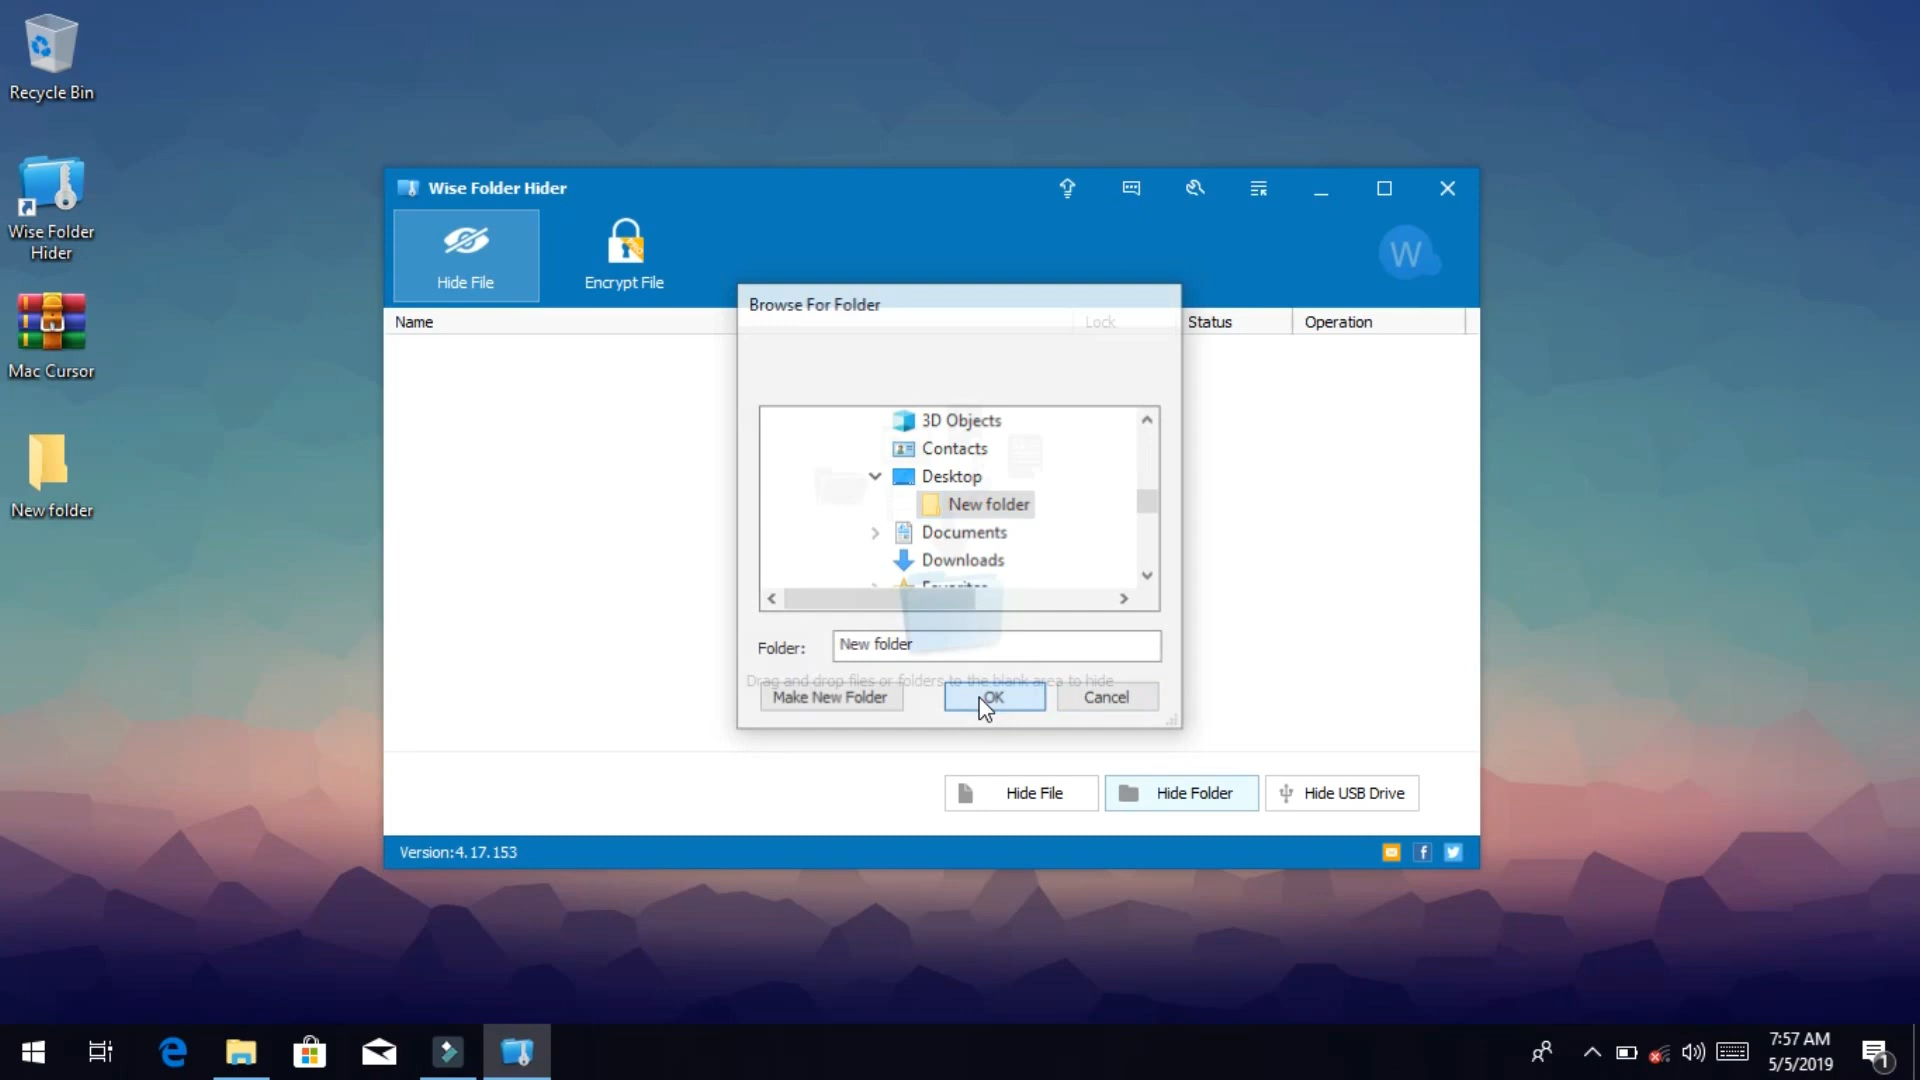 Recycle Bin
Wise Folder
Hider
Mac Cursor
New folder
Wise Folder Hider
Hide File
Encrypt File
W
Name
Lock
Status
Operation
Browse For Folder
3D Objects
Contacts
Desktop
New folder
Documents
Downloads
Favorites
Folder:
New folder
Drag and drop files or folders to the blank area to hide
Make New Folder
OK
Cancel
Hide File
Hide Folder
Hide USB Drive
Version:4.17.153
7:57 AM
5/5/2019
1